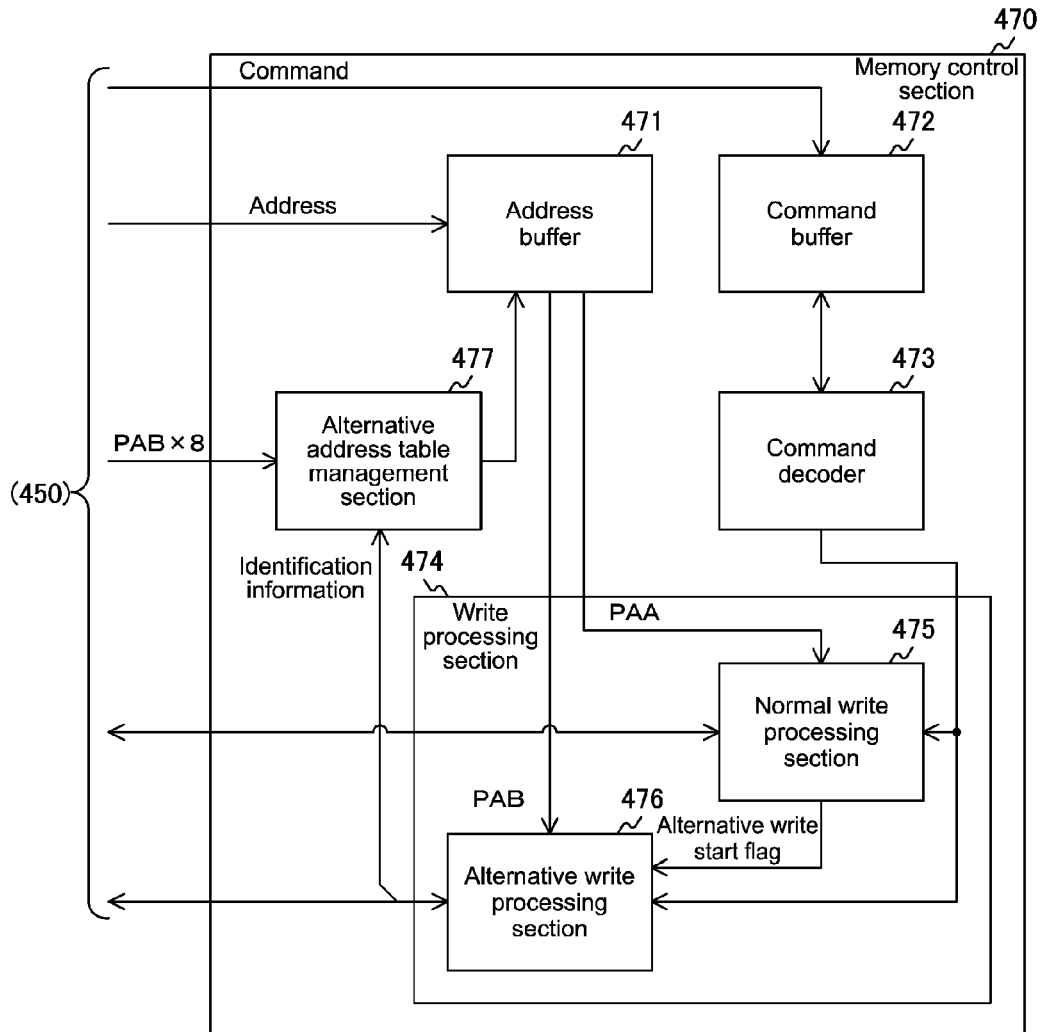 470
Command
Memory control
section
471
472
Address
Address
buffer
Command
buffer
477
473
PAB×8
Alternative
address table
management
section
Command
decoder
(450)
Identification
information
474
Write
processing
section
PAA
475
Normal write
processing
section
PAB
476
Alternative write
start flag
Alternative write
processing
section